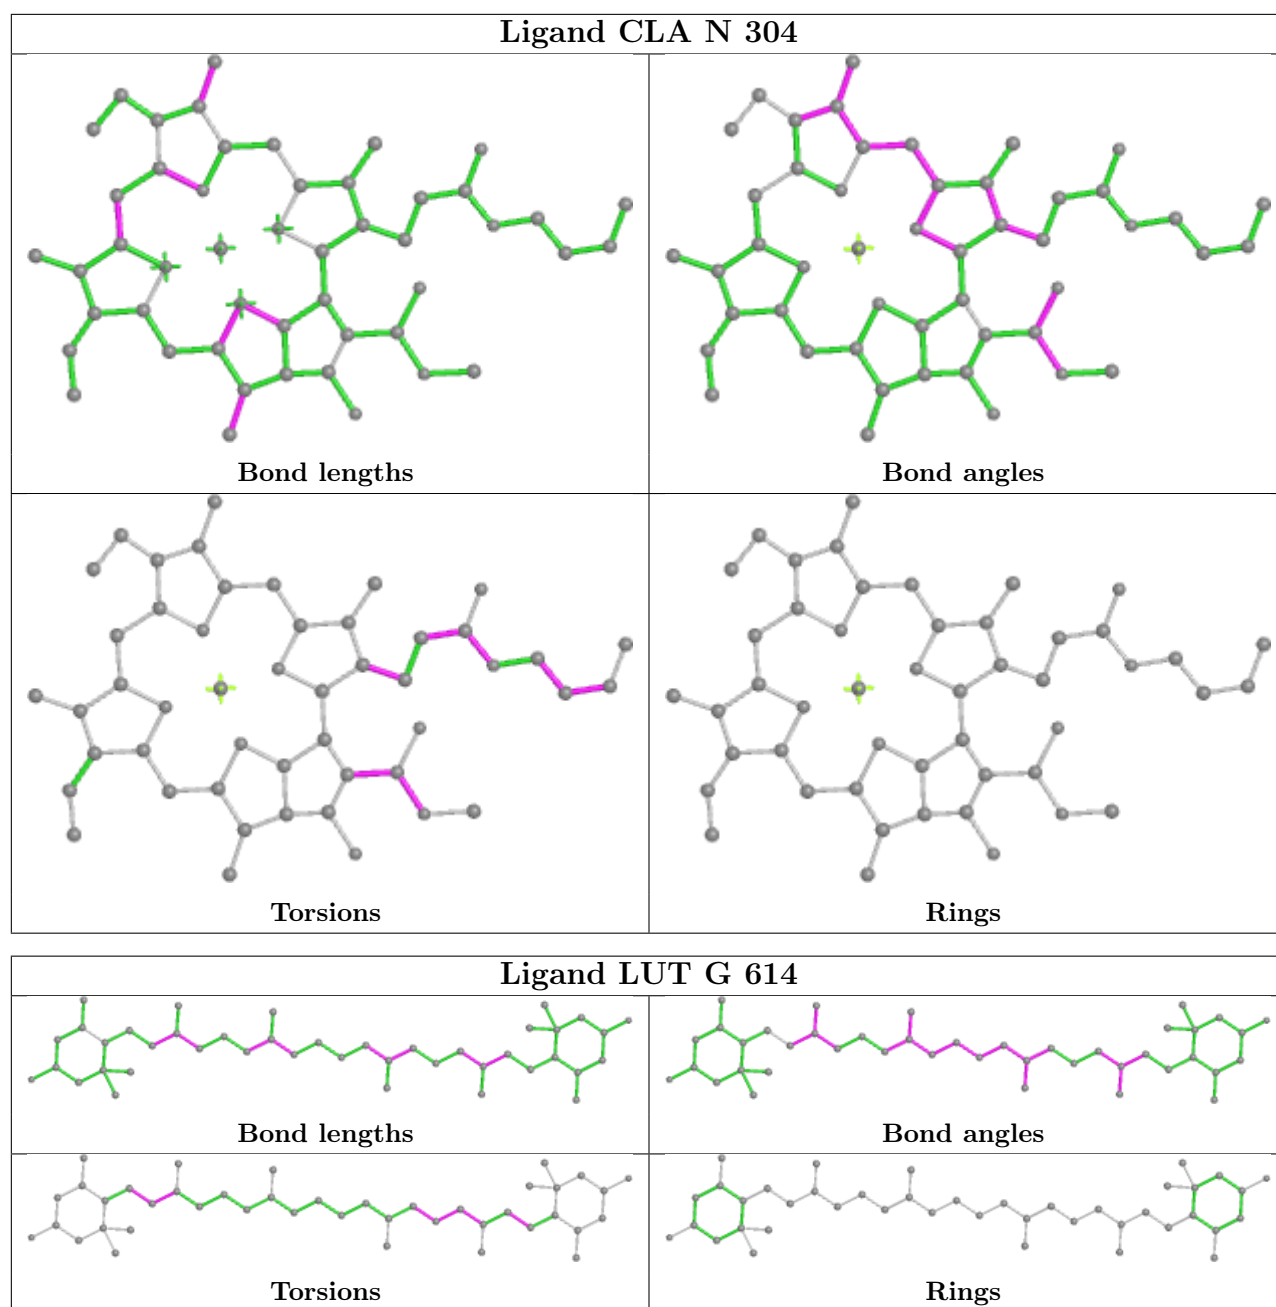 Ligand CLA N 304
Bond lengths
Bond angles
Torsions
Rings
Ligand LUT G 614
Bond lengths
Bond angles
Torsions
Rings